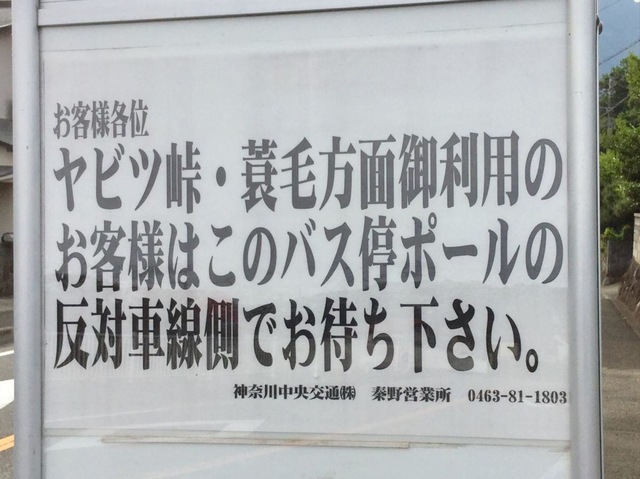 お客様各位
ヤビツ峠・蓑毛方面御利用の
お客様はこのバス停ポールの
反対車線側でお待ち下さい。
神奈川中央交通㈱ 秦野営業所 0463-81-1803